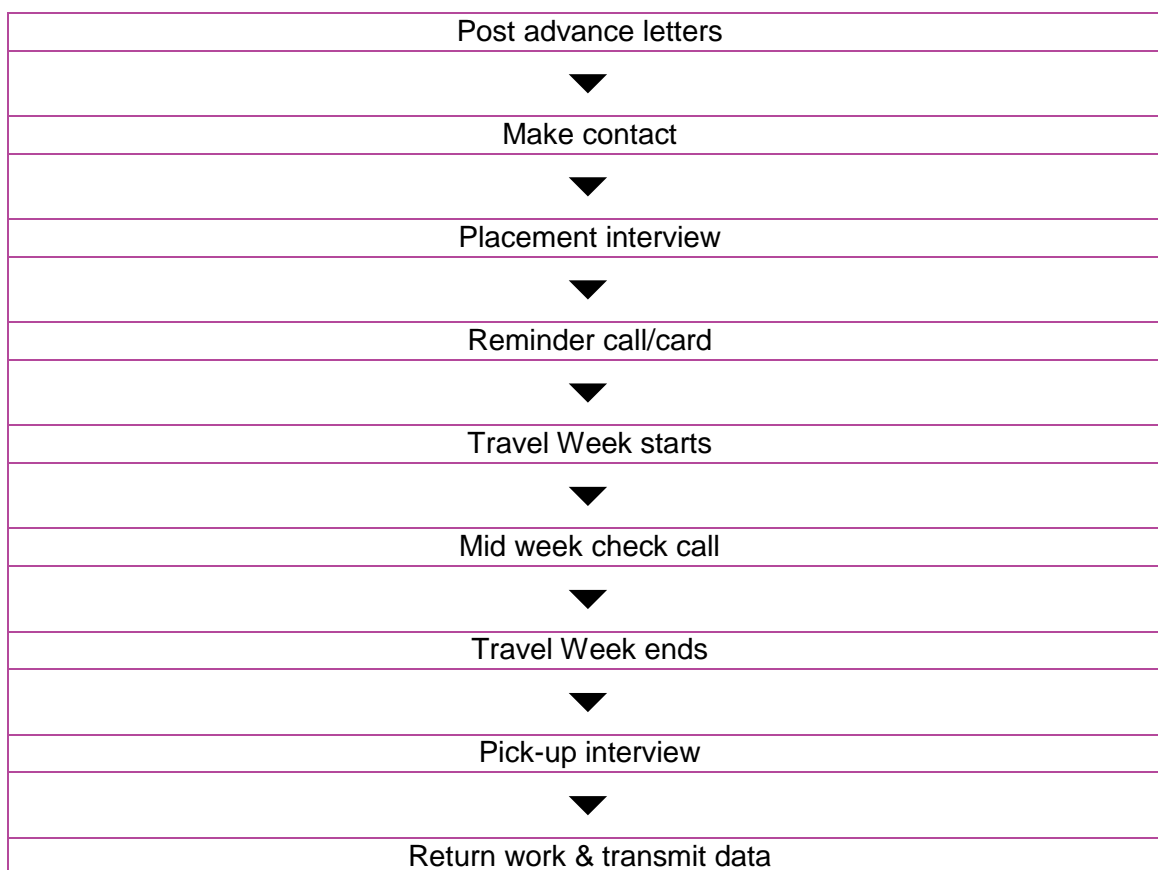 Post advance letters
Make contact
Placement interview
Reminder call/card
Travel Week starts
Mid week check call
Travel Week ends
Pick-up interview
Return work & transmit data